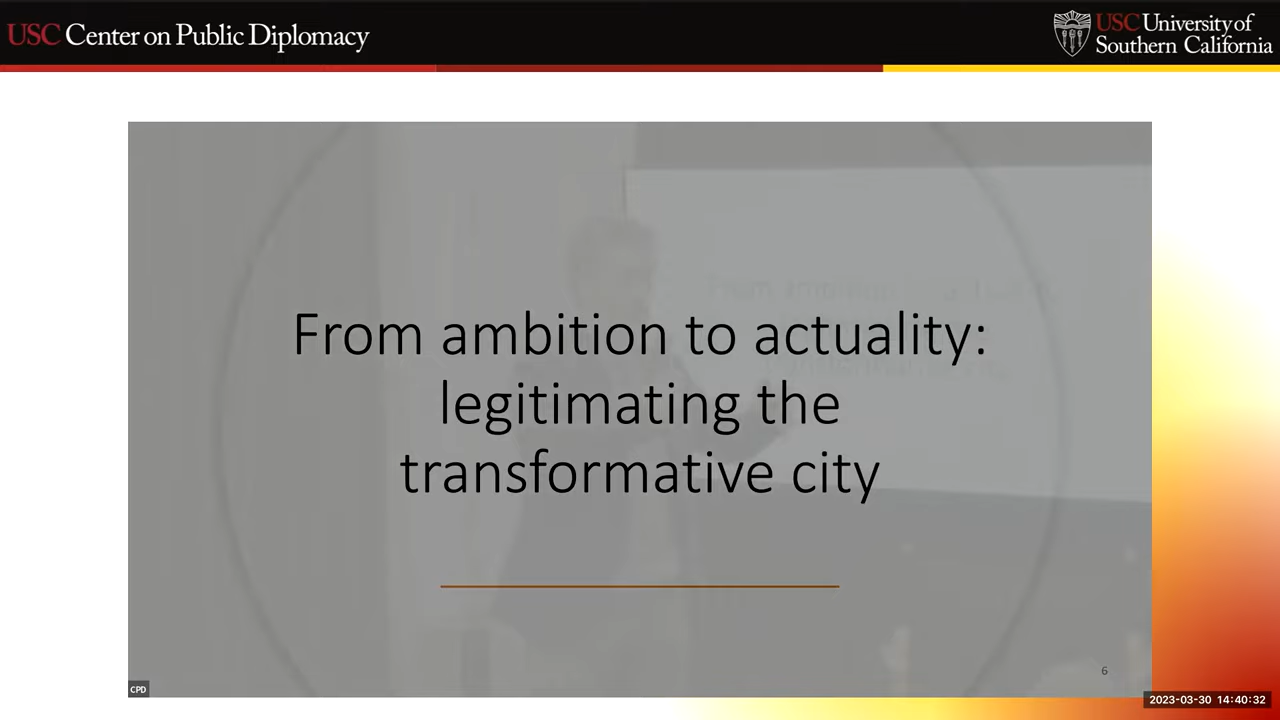 USC Center on Public Diplomacy
USC University of
Southern California
From ambition to actuality:
legitimating the
transformative city
6
CPD
2023-03-30 14:40:32